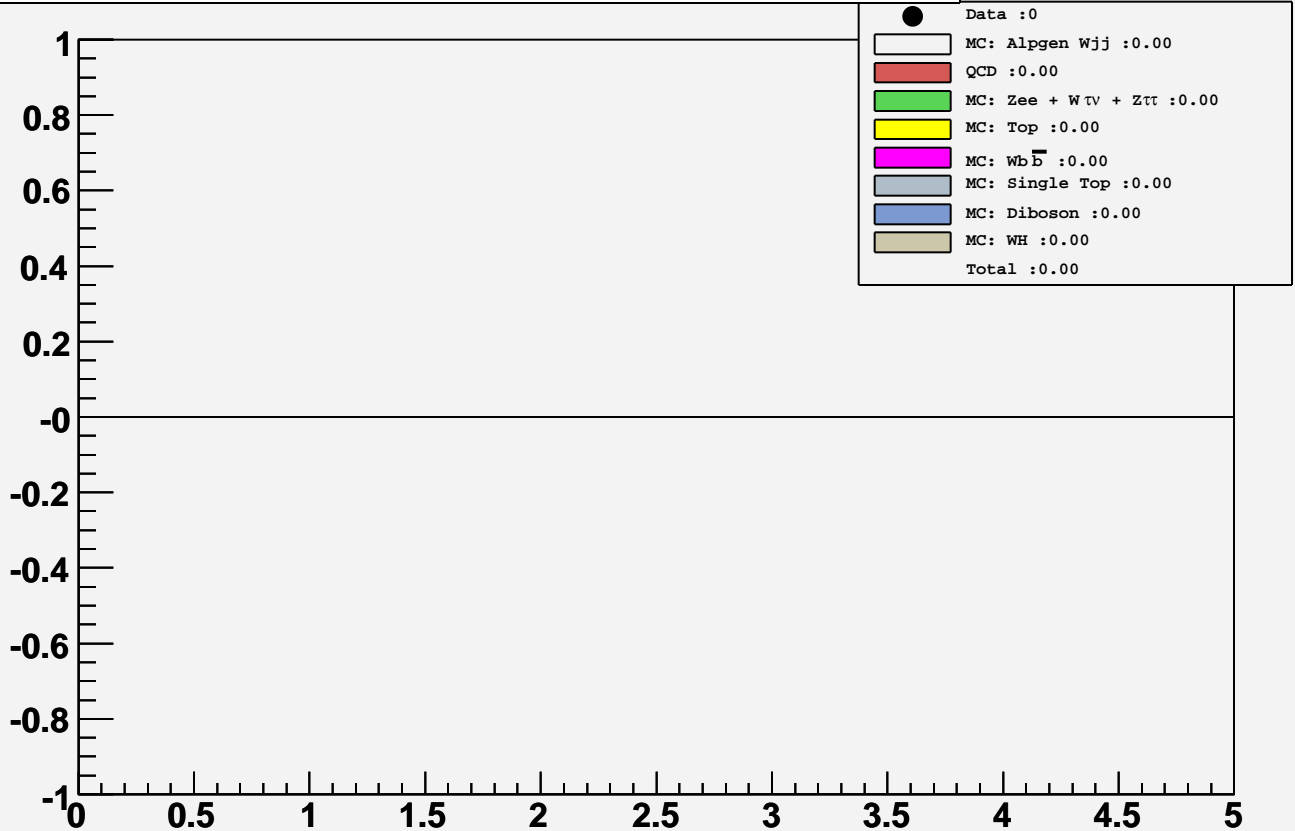 Data :0
MC: Alpgen Wjj :0.00
QCD :0.00
MC: Zee + Wτν + Zττ :0.00
MC: Top :0.00
MC: Wbb̅ :0.00
MC: Single Top :0.00
MC: Diboson :0.00
MC: WH :0.00
Total :0.00
1
0.8
0.6
0.4
0.2
-0
-0.2
-0.4
-0.6
-0.8
-1
0 0.5 1 1.5 2 2.5 3 3.5 4 4.5 5